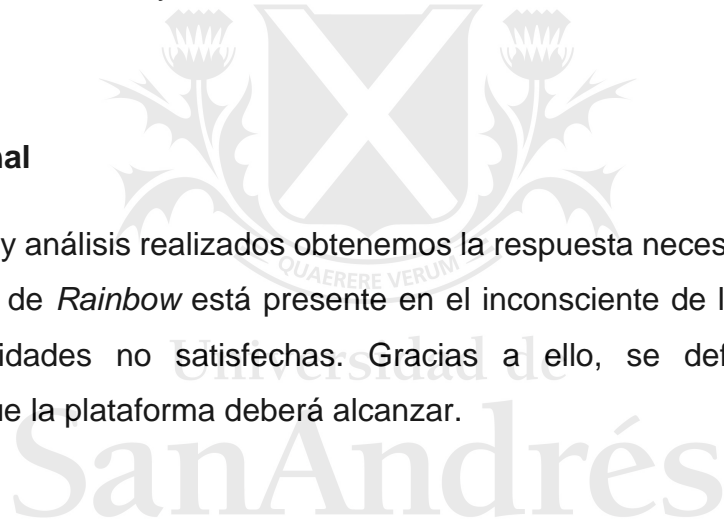 nal
y análisis realizados obtenemos la respuesta neces
de Rainbow está presente en el inconsciente de l
idades no satisfechas. Gracias a ello, se def
ue la plataforma deberá alcanzar.
QUAERERE VERUM
Universidad de
SanAndrés